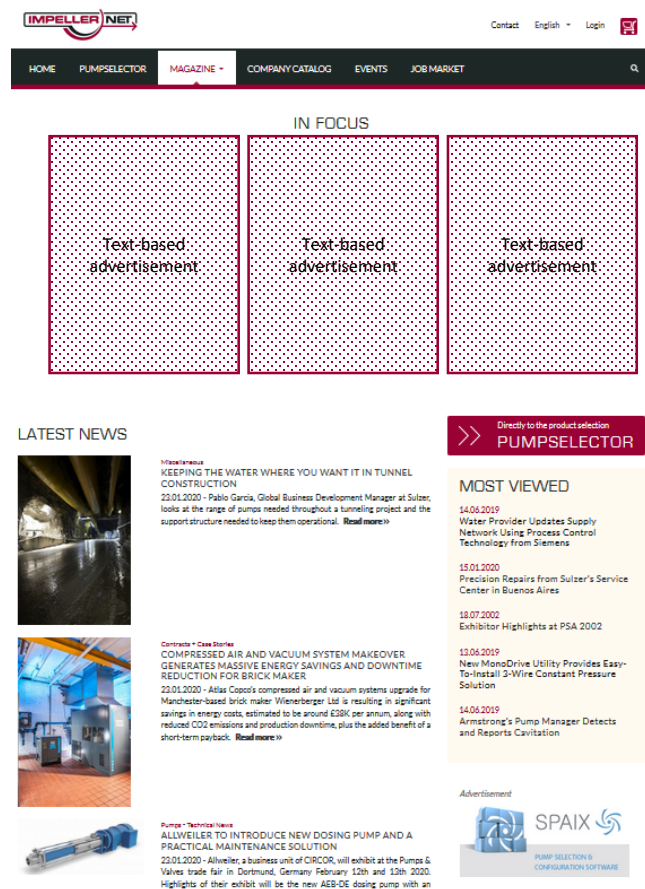 IMPELLER NET
Contact English Login
HOME PUMPSELECTOR MAGAZINE COMPANY CATALOG EVENTS JOB MARKET
IN FOCUS
Text-based
advertisement
Text-based
advertisement
Text-based
advertisement
LATEST NEWS
Miscellaneous
KEEPING THE WATER WHERE YOU WANT IT IN TUNNEL
CONSTRUCTION
23.01.2020 - Pablo Garcia, Global Business Development Manager at Sulzer,
looks at the range of pumps needed throughout a tunneling project and the
support structure needed to keep them operational. Read more »
Contracts + Case Stories
COMPRESSED AIR AND VACUUM SYSTEM MAKEOVER
GENERATES MASSIVE ENERGY SAVINGS AND DOWNTIME
REDUCTION FOR BRICK MAKER
23.01.2020 - Atlas Copco's compressed air and vacuum systems upgrade for
Manchester-based brick maker Wienerberger Ltd is resulting in significant
savings in energy costs, estimated to be around £38K per annum, along with
reduced CO2 emissions and production downtime, plus the added benefit of a
short-term payback. Read more »
Pumps - Technical News
ALLWEILER TO INTRODUCE NEW DOSING PUMP AND A
PRACTICAL MAINTENANCE SOLUTION
23.01.2020 - Allweiler, a business unit of CIRCOR, will exhibit at the Pumps &
Valves trade fair in Dortmund, Germany February 12th and 13th 2020.
Highlights of their exhibit will be the new AEB-DE dosing pump with an
Directly to the product selection
PUMPSELECTOR
MOST VIEWED
14.06.2019
Water Provider Updates Supply
Network Using Process Control
Technology from Siemens
15.01.2020
Precision Repairs from Sulzer's Service
Center in Buenos Aires
18.07.2002
Exhibitor Highlights at PSA 2002
13.06.2019
New MonoDrive Utility Provides Easy-
To-Install 3-Wire Constant Pressure
Solution
14.06.2019
Armstrong's Pump Manager Detects
and Reports Cavitation
Advertisement
SPAIX
PUMP SELECTION &
CONFIGURATION SOFTWARE